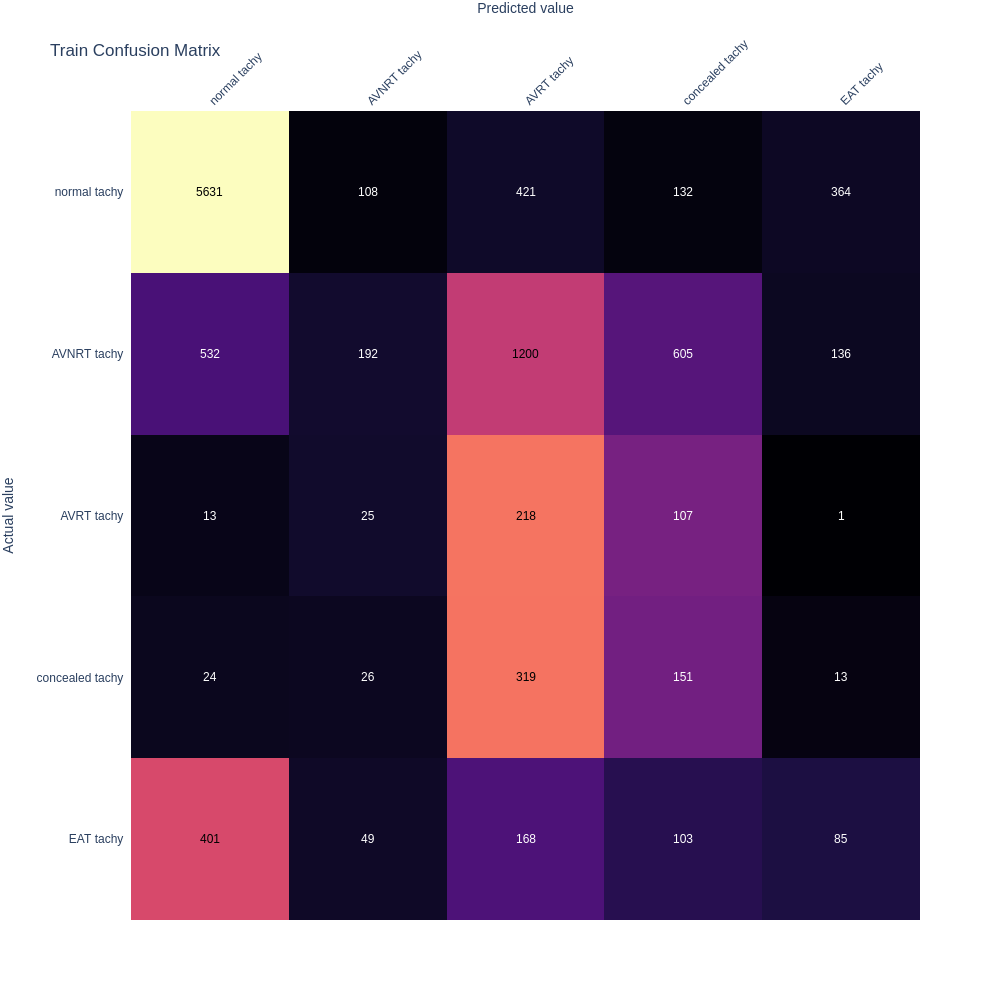 Predicted value
Train Confusion Matrix
normal tachy
AVNRT tachy
AVRT tachy
concealed tachy
EAT tachy
normal tachy 5631 108 421 132 364
AVNRT tachy 532 192 1200 605 136
AVRT tachy 13 25 218 107 1
concealed tachy 24 26 319 151 13
EAT tachy 401 49 168 103 85
Actual value